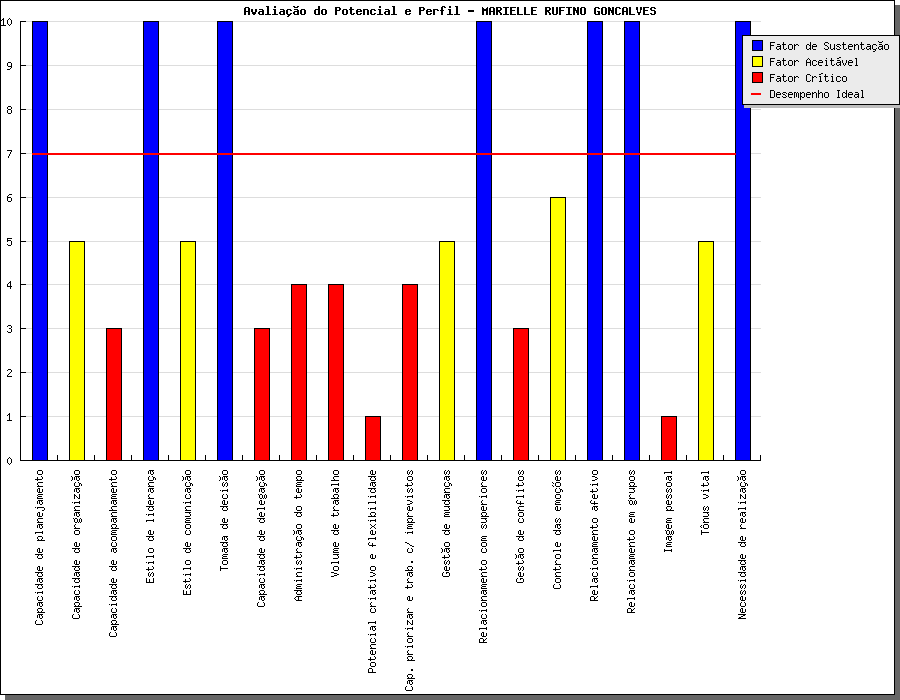 Avaliação do Potencial e Perfil - MARIELLE RUFINO GONCALVES
10
9
8
7
6
5
4
3
2
1
0
Fator de Sustentação
Fator Aceitável
Fator Crítico
Desempenho Ideal
Capacidade de planejamento
Capacidade de organização
Capacidade de acompanhamento
Estilo de liderança
Estilo de comunicação
Tomada de decisão
Capacidade de delegação
Administração do tempo
Volume de trabalho
Potencial criativo e flexibilidade
Cap. priorizar e trab. c/ imprevistos
Gestão de mudanças
Relacionamento com superiores
Gestão de conflitos
Controle das emoções
Relacionamento afetivo
Relacionamento em grupos
Imagem pessoal
Tônus vital
Necessidade de realização